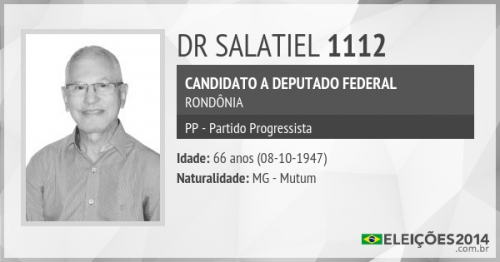 DR SALATIEL 1112
CANDIDATO A DEPUTADO FEDERAL
RONDÔNIA
PP - Partido Progressista
Idade: 66 anos (08-10-1947)
Naturalidade: MG - Mutum
ELEIÇÕES2014
.com.br